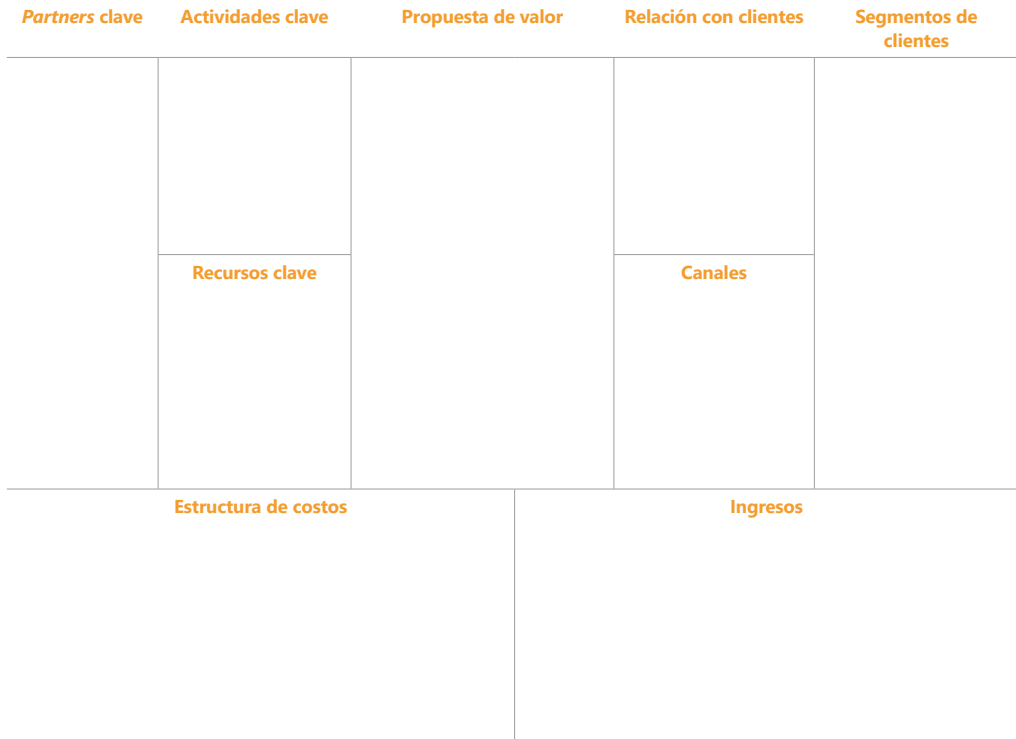 Partners clave
Actividades clave
Propuesta de valor
Relación con clientes
Segmentos de
clientes
Recursos clave
Canales
Estructura de costos
Ingresos